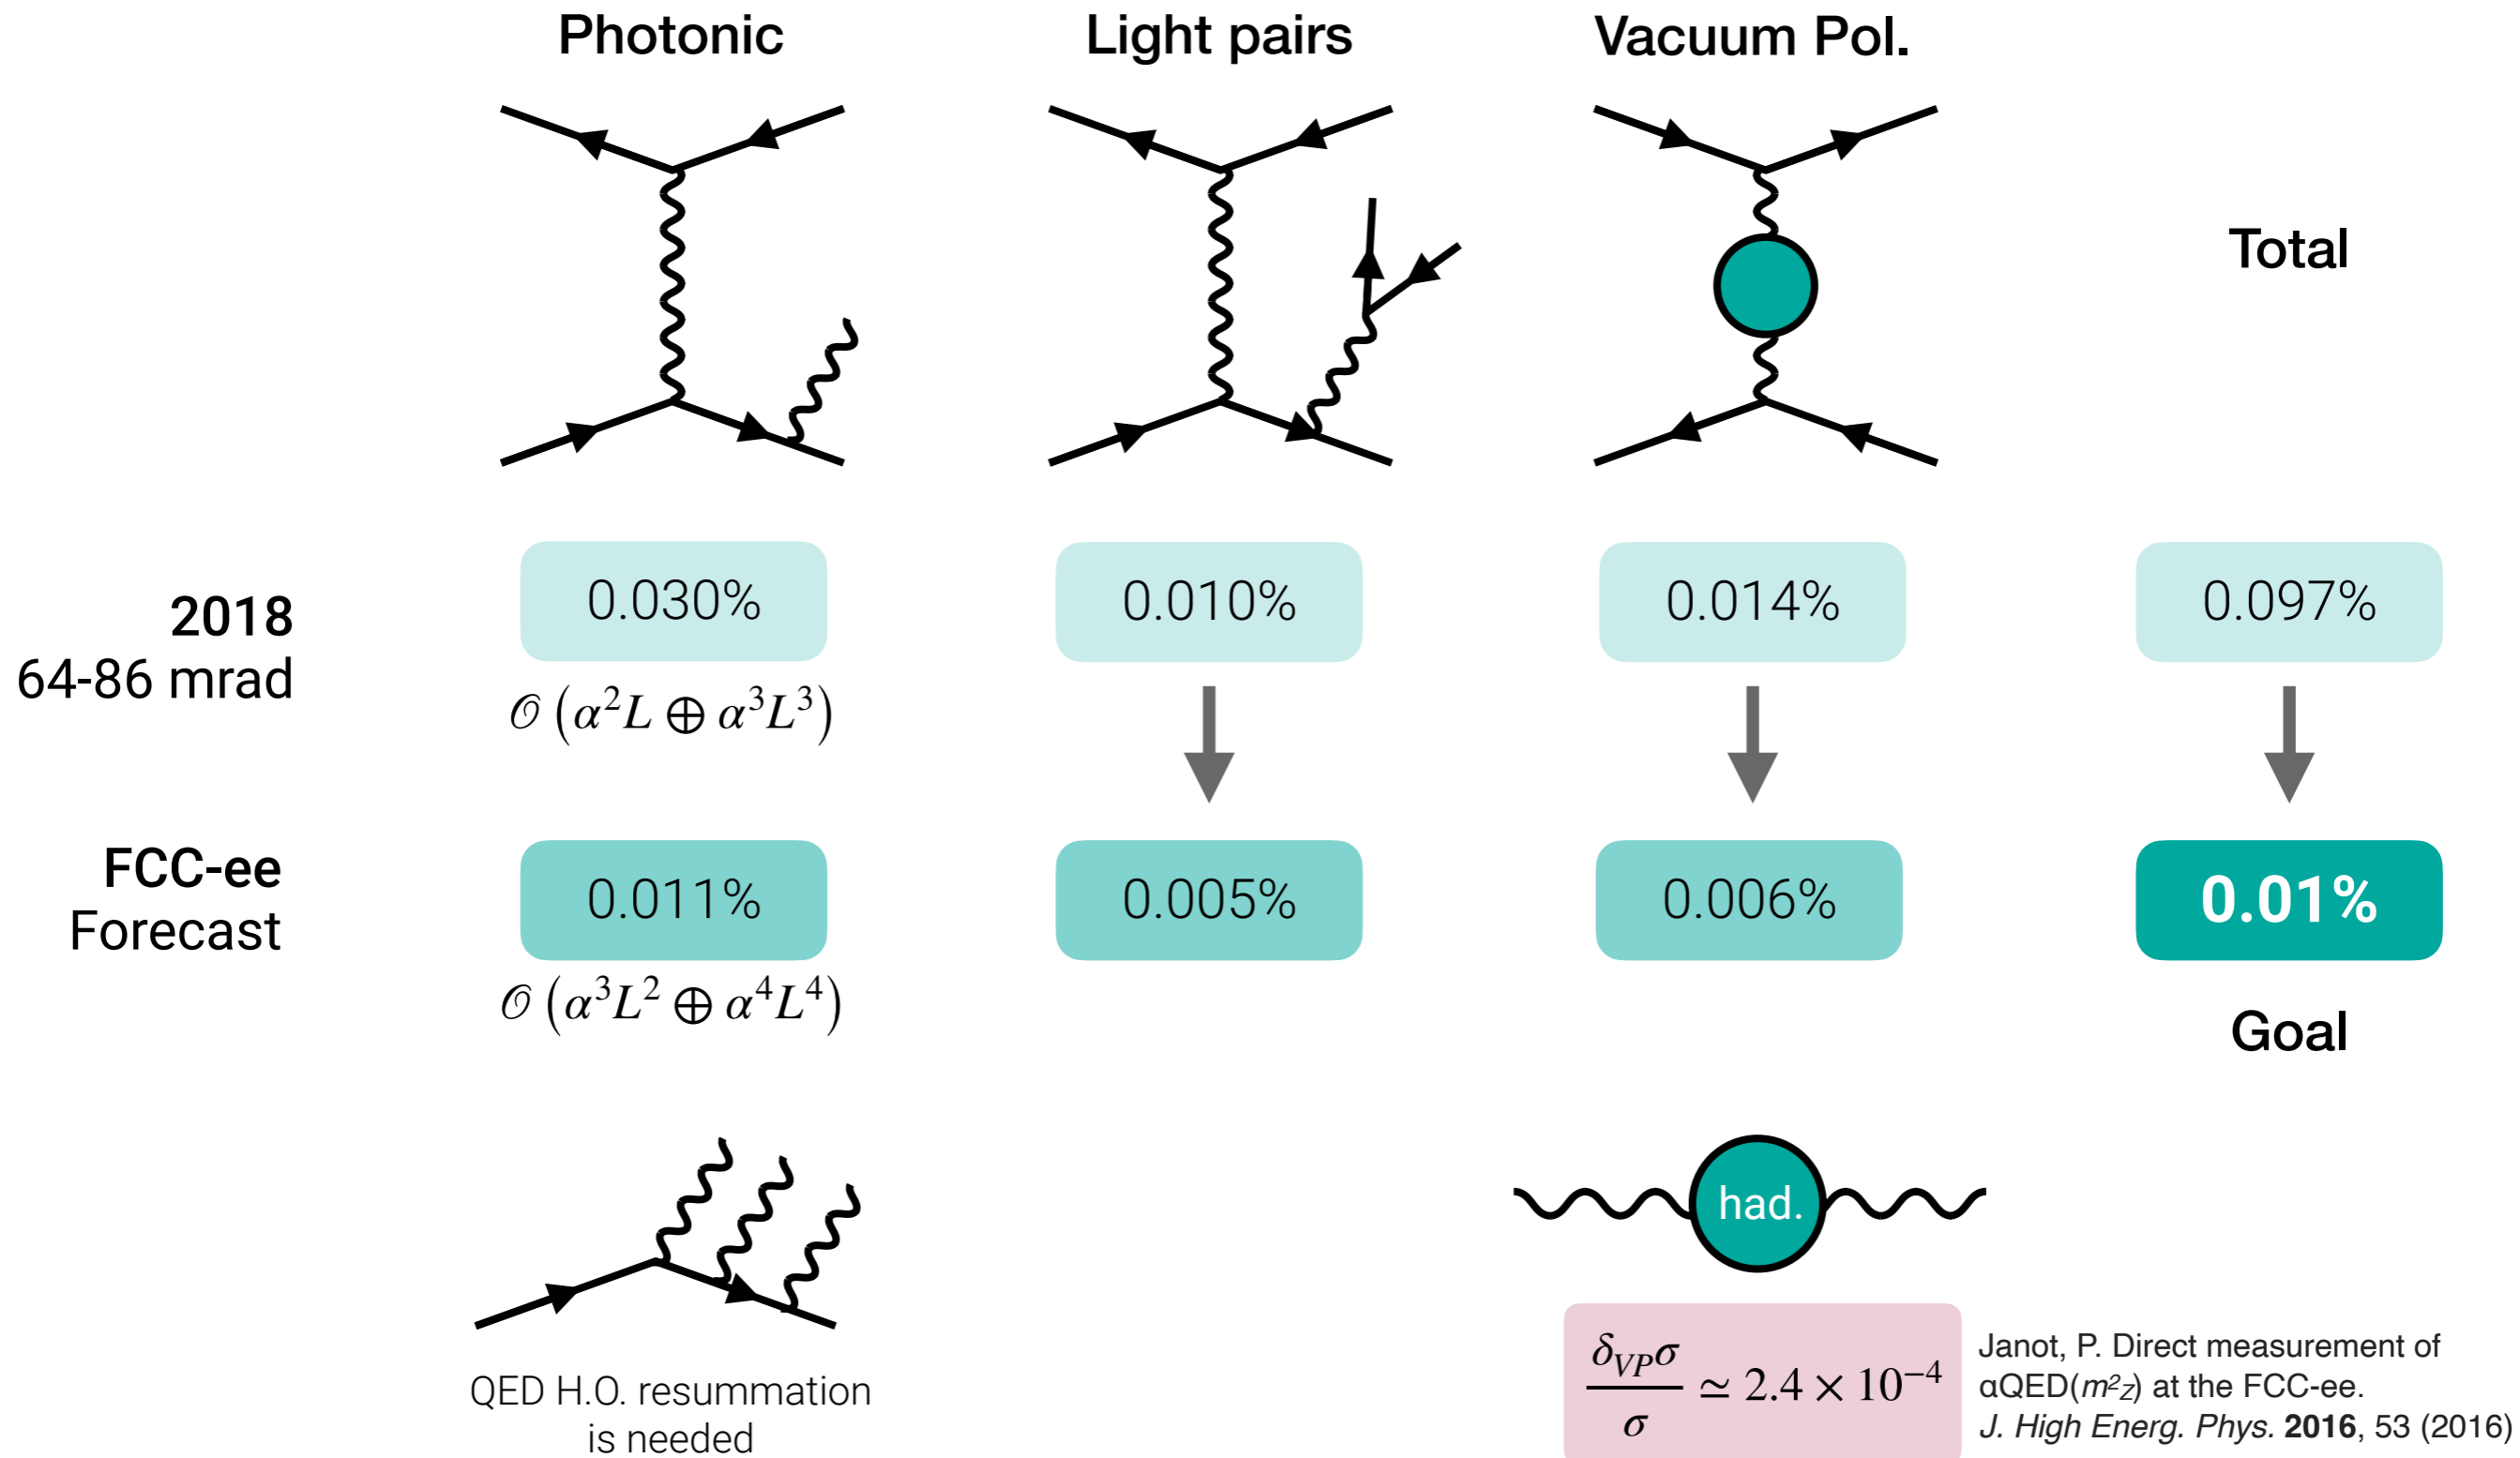 Photonic
Light pairs
Vacuum Pol.
Total
2018
64-86 mrad
0.030%
0.010%
0.014%
0.097%
𝒪 (α²L ⊕ α³L³)
FCC-ee
Forecast
0.011%
0.005%
0.006%
0.01%
𝒪 (α³L² ⊕ α⁴L⁴)
Goal
had.
QED H.O. resummation
is needed
δ_VP σ / σ ≃ 2.4 × 10⁻⁴
Janot, P. Direct measurement of
αQED(m²z) at the FCC-ee.
J. High Energ. Phys. 2016, 53 (2016)